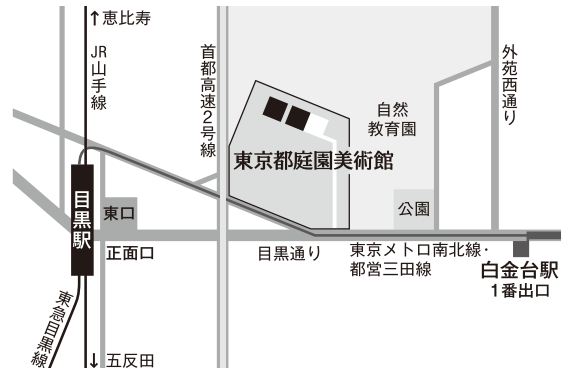 ↑恵比寿
JR山手線
首都高速2号線
外苑西通り
自然
教育園
東京都庭園美術館
目黒駅
東口
公園
正面口
目黒通り
東京メトロ南北線・
都営三田線
白金台駅
1番出口
東急目黒線
↓五反田